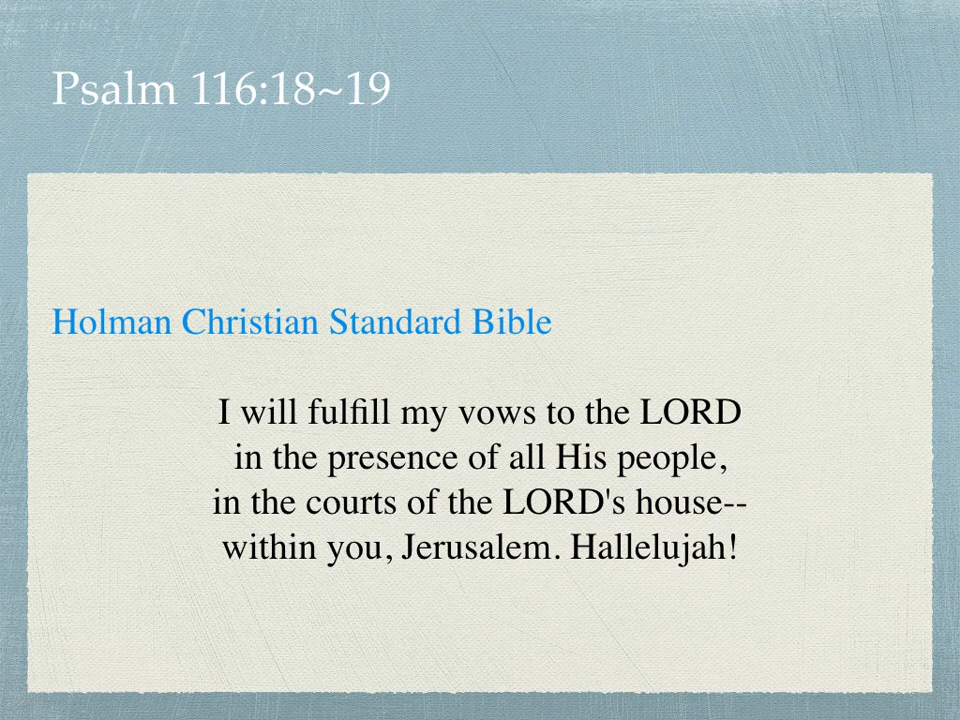 Psalm 116:18~19
Holman Christian Standard Bible
I will fulfill my vows to the LORD
in the presence of all His people,
in the courts of the LORD's house--
within you, Jerusalem. Hallelujah!